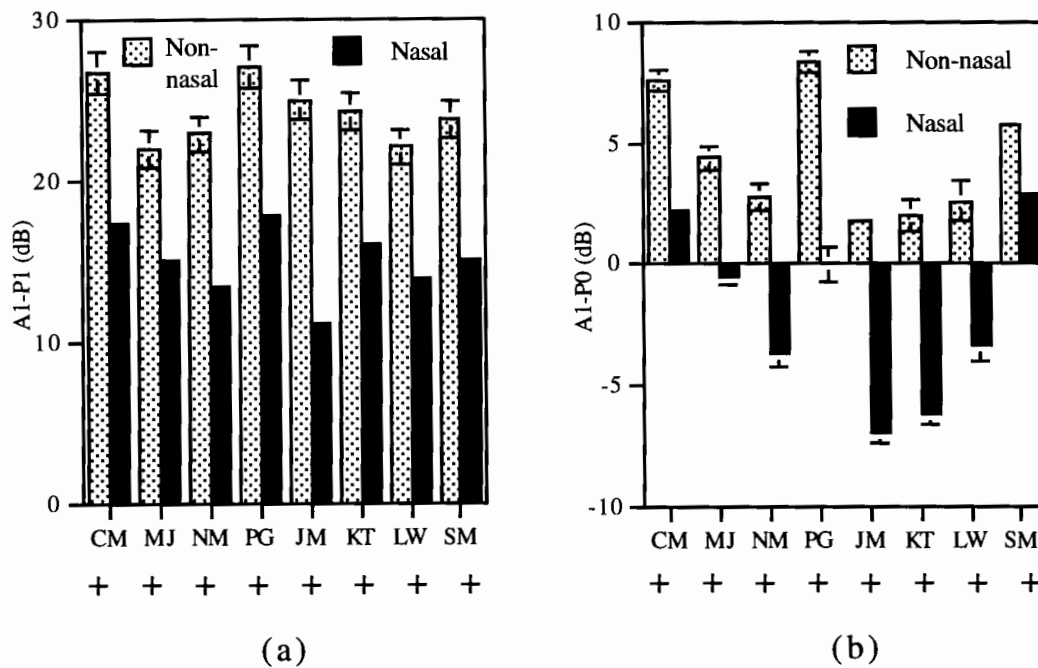 30
20
10
0
A1-P1 (dB)
Non-
nasal
Nasal
CM MJ NM PG JM KT LW SM
+ + + + + + + +
(a)
10
5
0
-5
-10
A1-P0 (dB)
Non-nasal
Nasal
CM MJ NM PG JM KT LW SM
+ + + + + + + +
(b)